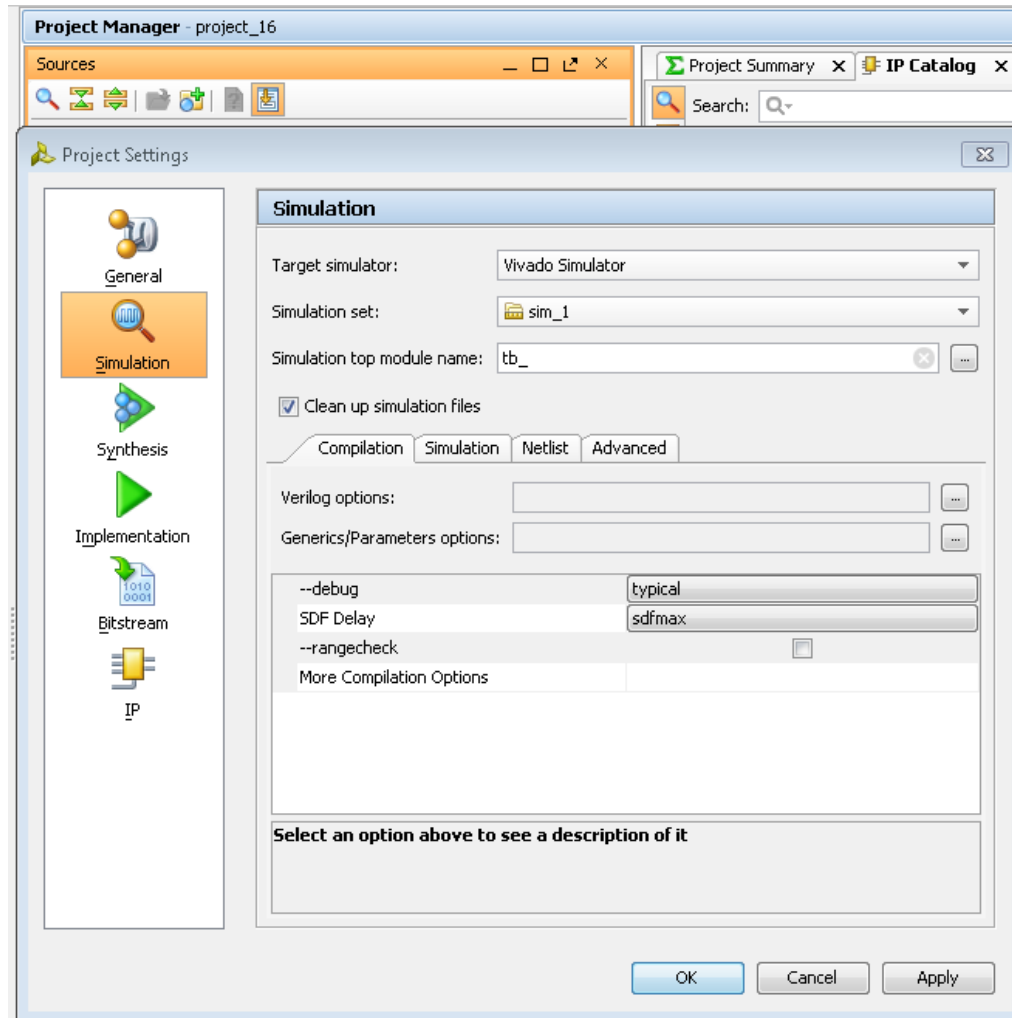 Project Manager - project_16
Sources
Project Summary
IP Catalog
Search:
Project Settings
General
Simulation
Synthesis
Implementation
1010
0001
Bitstream
IP
Simulation
Target simulator: Vivado Simulator
Simulation set: sim_1
Simulation top module name: tb_
...
Clean up simulation files
Compilation Simulation Netlist Advanced
Verilog options: ...
Generics/Parameters options: ...
--debug typical
SDF Delay sdfmax
--rangecheck
More Compilation Options
Select an option above to see a description of it
OK Cancel Apply